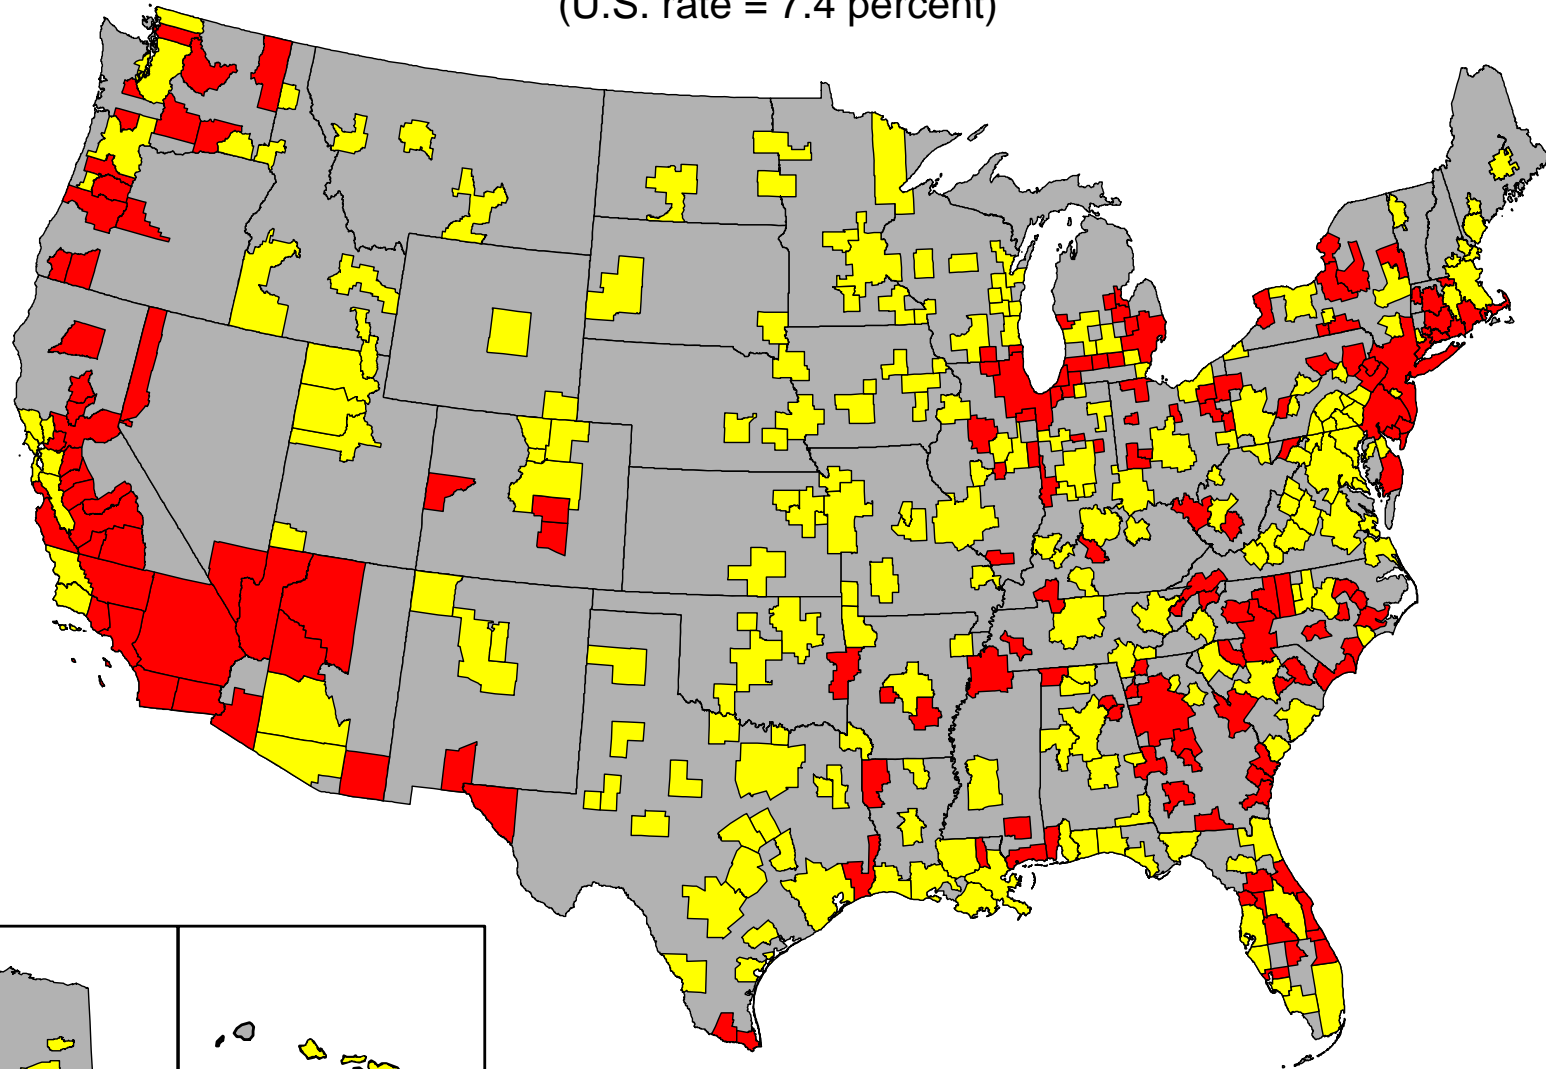 (U.S. rate = 7.4 percent)